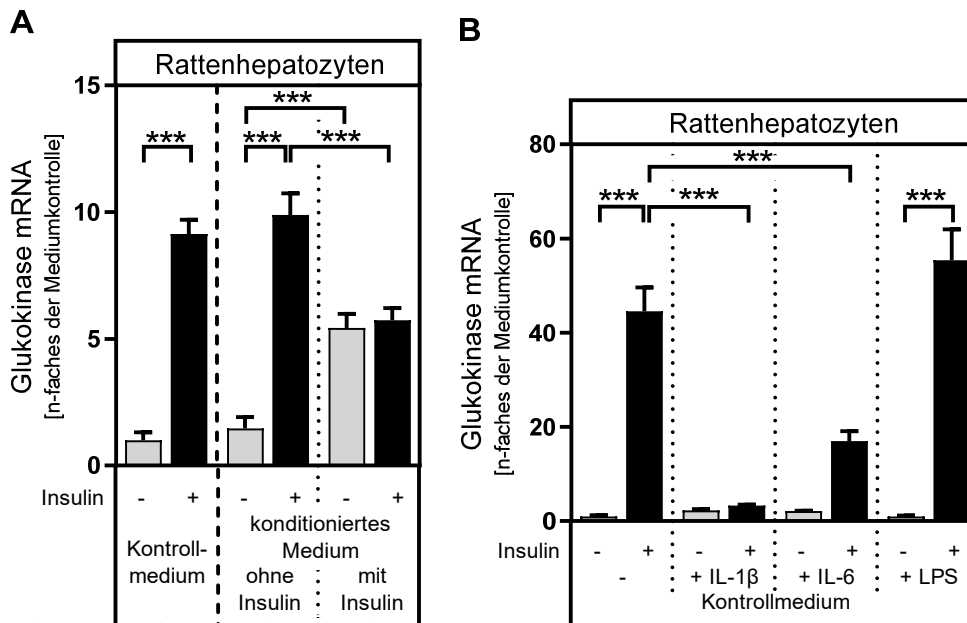 A
Rattenhepatozyten
Glukokinase mRNA
[n-faches der Mediumkontrolle]
15
10
5
0
***
***
***
***
Insulin - + - + - +
Kontroll-
medium
konditioniertes
Medium
ohne
Insulin
mit
Insulin
B
Rattenhepatozyten
Glukokinase mRNA
[n-faches der Mediumkontrolle]
80
60
40
20
0
***
***
***
***
Insulin - + - + - + - +
- + IL-1β + IL-6 + LPS
Kontrollmedium